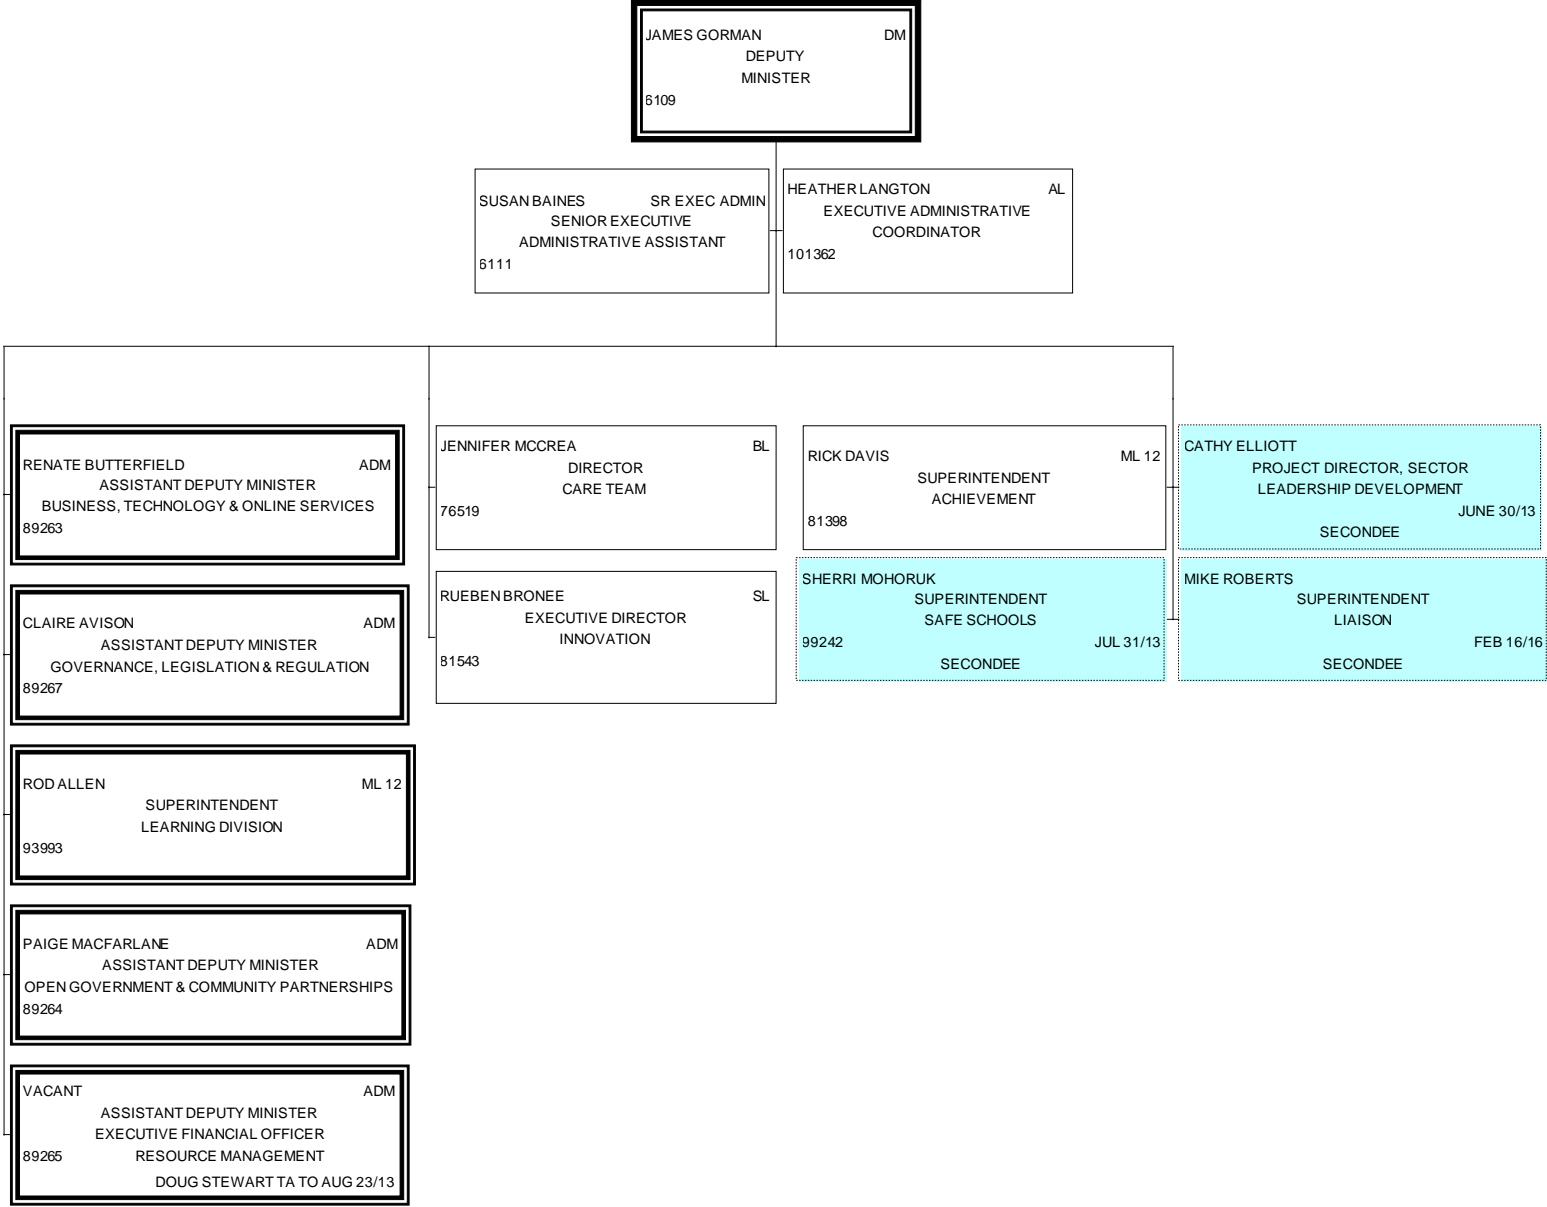 JAMES GORMAN DM
DEPUTY
MINISTER
6109
SUSAN BAINES SR EXEC ADMIN
SENIOR EXECUTIVE
ADMINISTRATIVE ASSISTANT
6111
HEATHER LANGTON AL
EXECUTIVE ADMINISTRATIVE
COORDINATOR
101362
RENATE BUTTERFIELD ADM
ASSISTANT DEPUTY MINISTER
BUSINESS, TECHNOLOGY & ONLINE SERVICES
89263
CLAIRE AVISON ADM
ASSISTANT DEPUTY MINISTER
GOVERNANCE, LEGISLATION & REGULATION
89267
ROD ALLEN ML 12
SUPERINTENDENT
LEARNING DIVISION
93993
PAIGE MACFARLANE ADM
ASSISTANT DEPUTY MINISTER
OPEN GOVERNMENT & COMMUNITY PARTNERSHIPS
89264
VACANT ADM
ASSISTANT DEPUTY MINISTER
EXECUTIVE FINANCIAL OFFICER
89265 RESOURCE MANAGEMENT
DOUG STEWART TA TO AUG 23/13
JENNIFER MCCREA BL
DIRECTOR
CARE TEAM
76519
RUEBEN BRONEE SL
EXECUTIVE DIRECTOR
INNOVATION
81543
RICK DAVIS ML 12
SUPERINTENDENT
ACHIEVEMENT
81398
SHERRI MOHORUK
SUPERINTENDENT
SAFE SCHOOLS
99242 JUL 31/13
SECONDEE
CATHY ELLIOTT
PROJECT DIRECTOR, SECTOR
LEADERSHIP DEVELOPMENT
JUNE 30/13
SECONDEE
MIKE ROBERTS
SUPERINTENDENT
LIAISON
FEB 16/16
SECONDEE